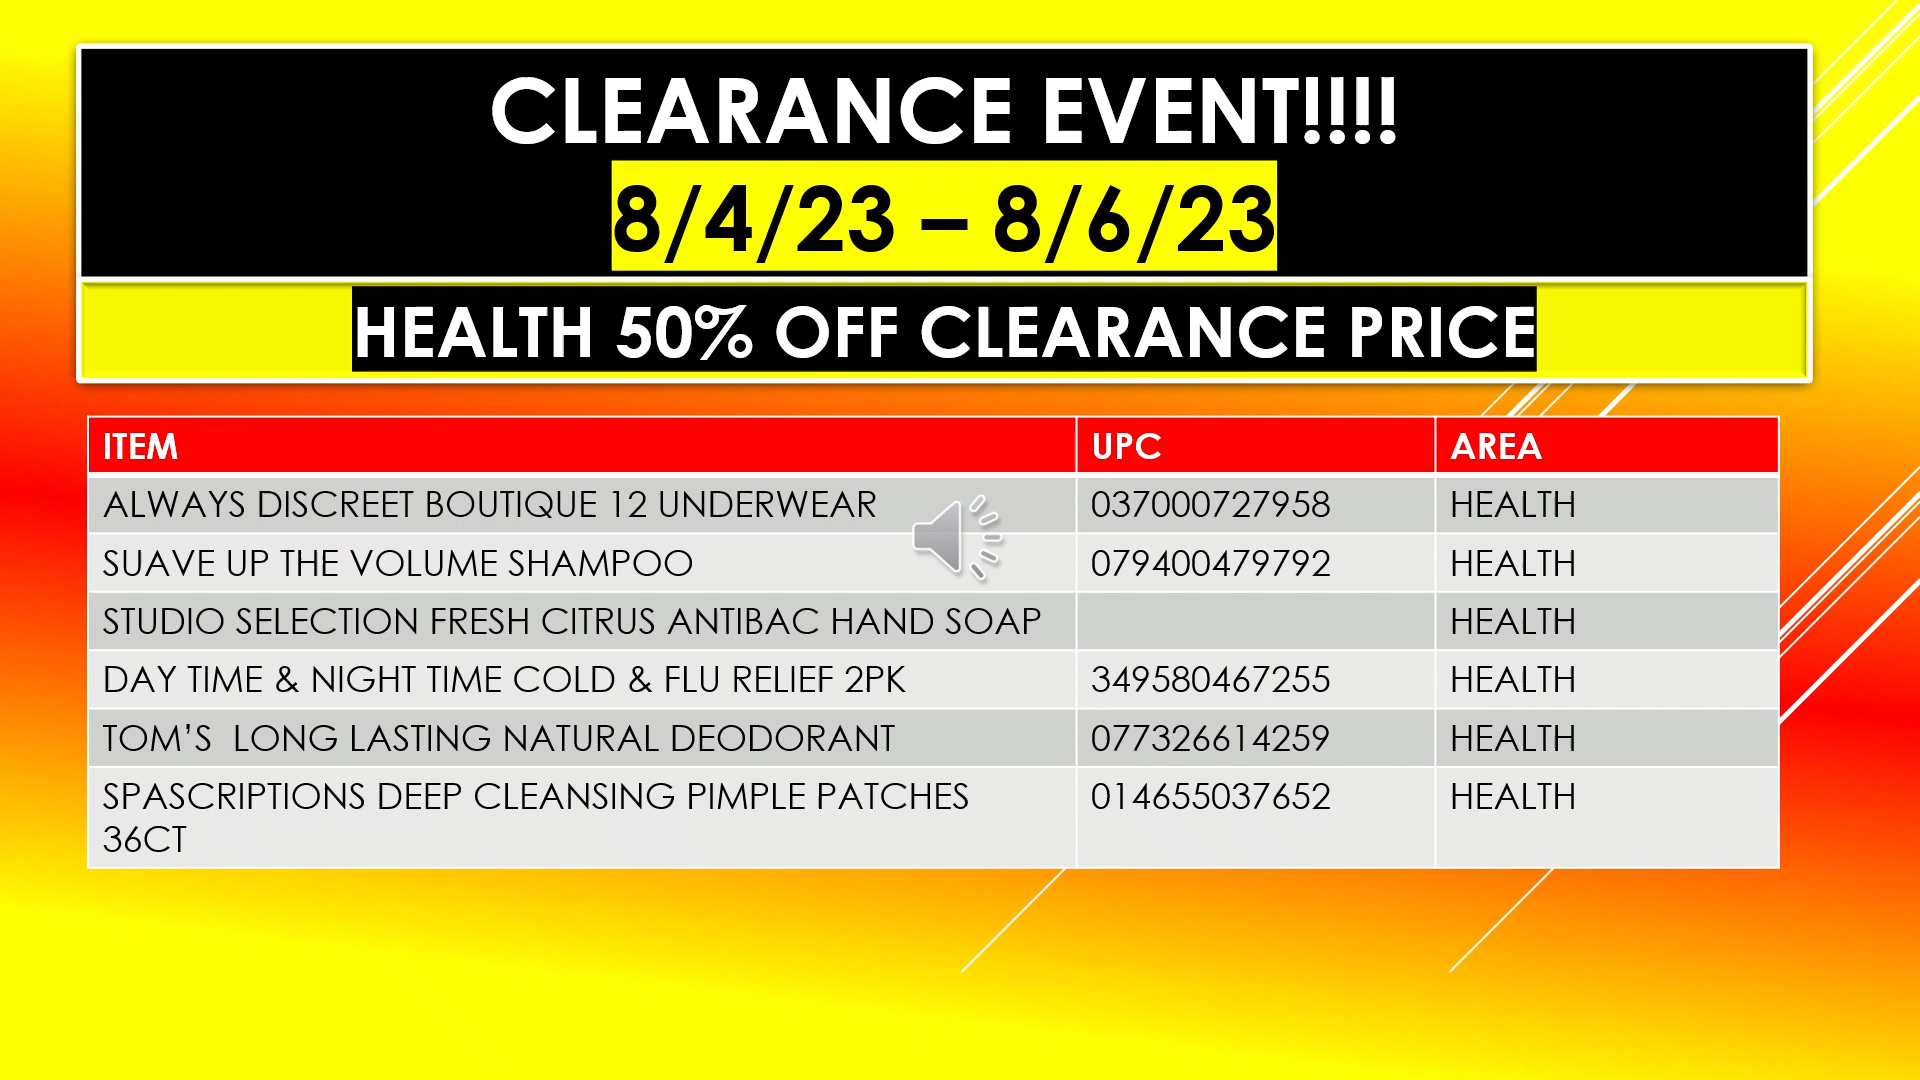 CLEARANCE EVENT!!!!
8/4/23 – 8/6/23
HEALTH 50% OFF CLEARANCE PRICE
ITEM UPC AREA
ALWAYS DISCREET BOUTIQUE 12 UNDERWEAR 037000727958 HEALTH
SUAVE UP THE VOLUME SHAMPOO 079400479792 HEALTH
STUDIO SELECTION FRESH CITRUS ANTIBAC HAND SOAP HEALTH
DAY TIME & NIGHT TIME COLD & FLU RELIEF 2PK 349580467255 HEALTH
TOM’S  LONG LASTING NATURAL DEODORANT 077326614259 HEALTH
SPASCRIPTIONS DEEP CLEANSING PIMPLE PATCHES 014655037652 HEALTH
36CT